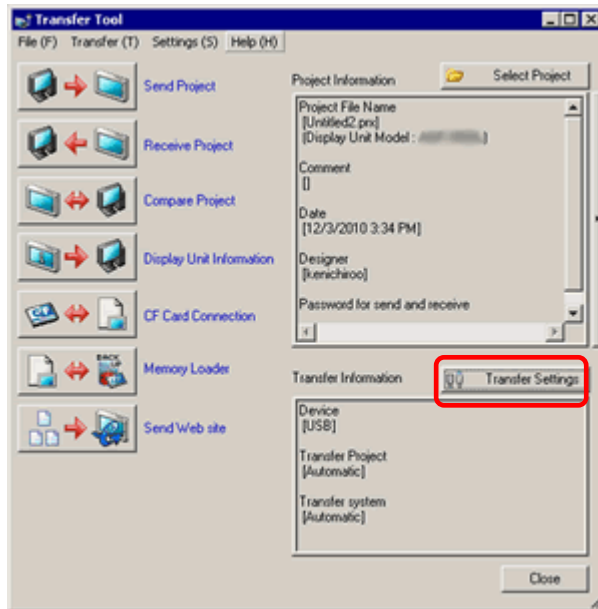 Transfer Tool
File (F) Transfer (T) Settings (S) Help (H)
Send Project
Receive Project
Compare Project
Display Unit Information
CF Card Connection
Memory Loader
BACK
UP
Send Web site
Project Information
Select Project
Project File Name
[Untitled2.prx]
(Display Unit Model :
Comment
[]
Date
[12/3/2010 3:34 PM]
Designer
[kenichiroo]
Password for send and receive
Transfer Information
Transfer Settings
Device
[USB]
Transfer Project
[Automatic]
Transfer system
[Automatic]
Close